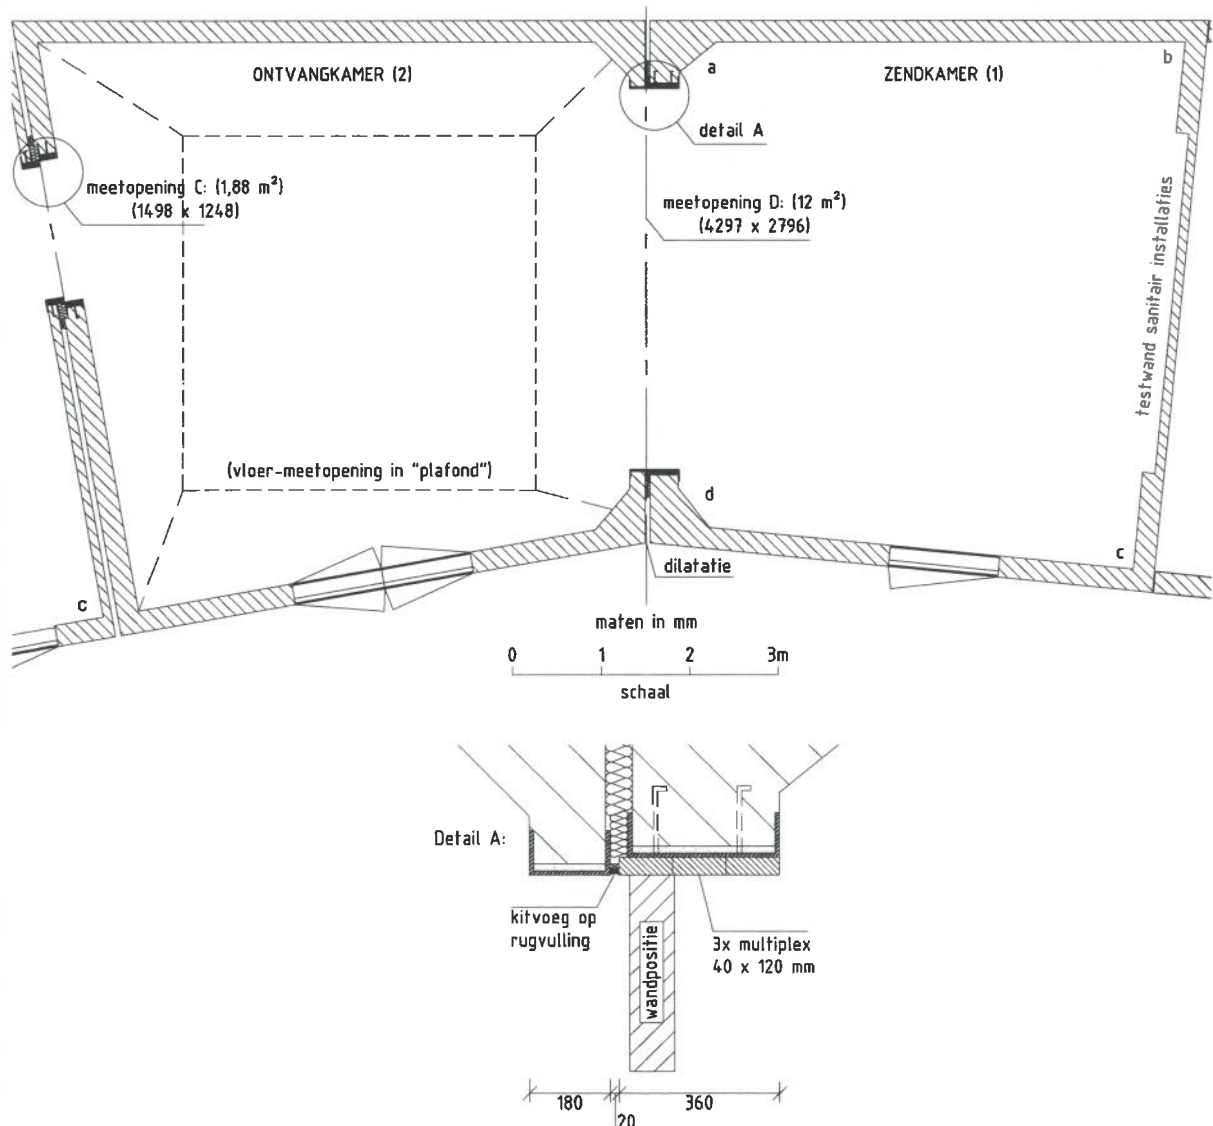 ONTVANGKAMER (2)
a
ZENDKAMER (1)
b
detail A
meetopening C: (1,88 m²)
(1498 x 1248)
meetopening D: (12 m²)
(4297 x 2796)
testwand sanitair installaties
(vloer-meetopening in "plafond")
d
c
dilatatie
c
maten in mm
0 1 2 3m
schaal
Detail A:
kitvoeg op
rugvulling
wandpositie
3x multiplex
40 x 120 mm
180
20
360